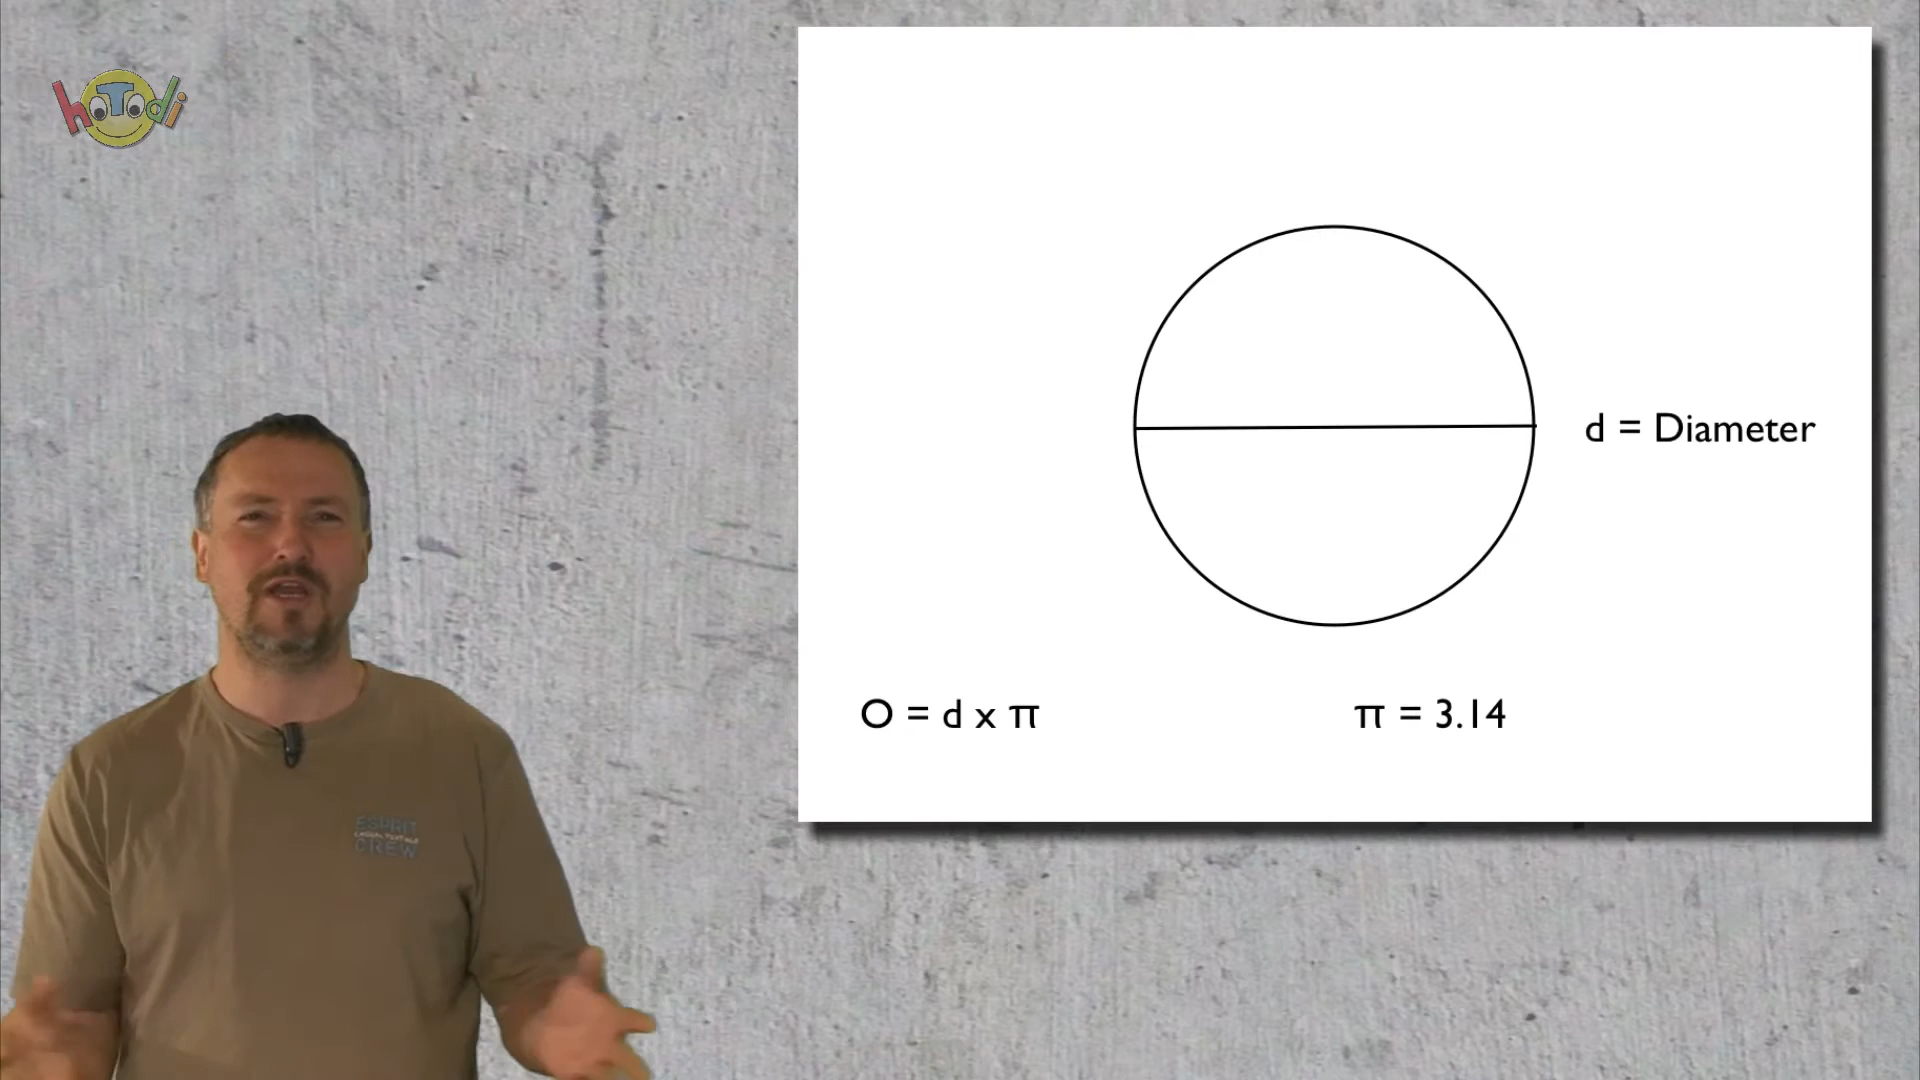 hoTodi
d = Diameter
O = d x π
π = 3.14
ESPRIT
CREW